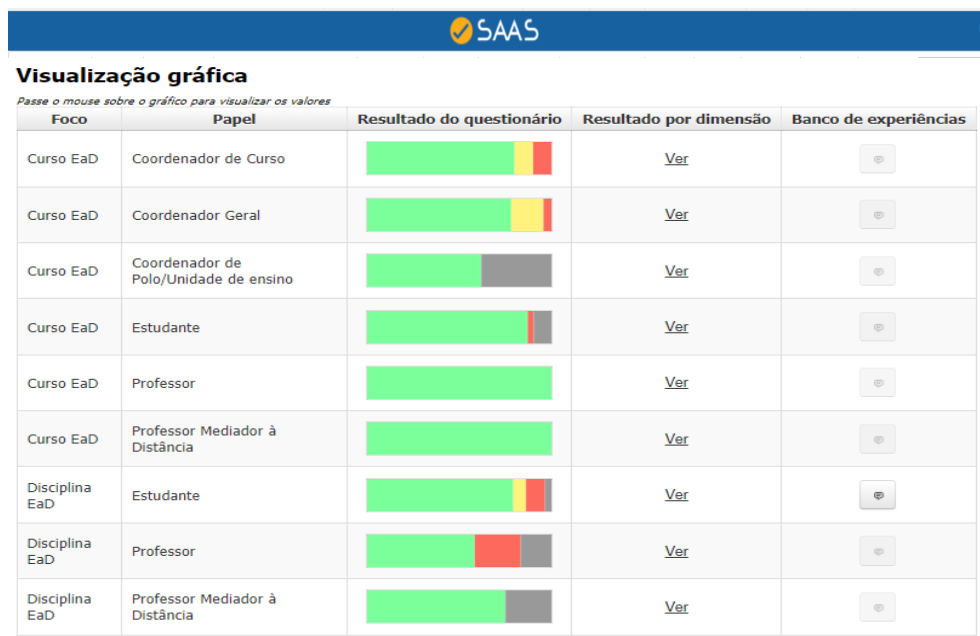 SAAS
Visualização gráfica
Passe o mouse sobre o gráfico para visualizar os valores
Foco Papel Resultado do questionário Resultado por dimensão Banco de experiências
Curso EaD Coordenador de Curso Ver
Curso EaD Coordenador Geral Ver
Curso EaD Coordenador de
Polo/Unidade de ensino Ver
Curso EaD Estudante Ver
Curso EaD Professor Ver
Curso EaD Professor Mediador à
Distância Ver
Disciplina
EaD Estudante Ver
Disciplina
EaD Professor Ver
Disciplina
EaD Professor Mediador à
Distância Ver